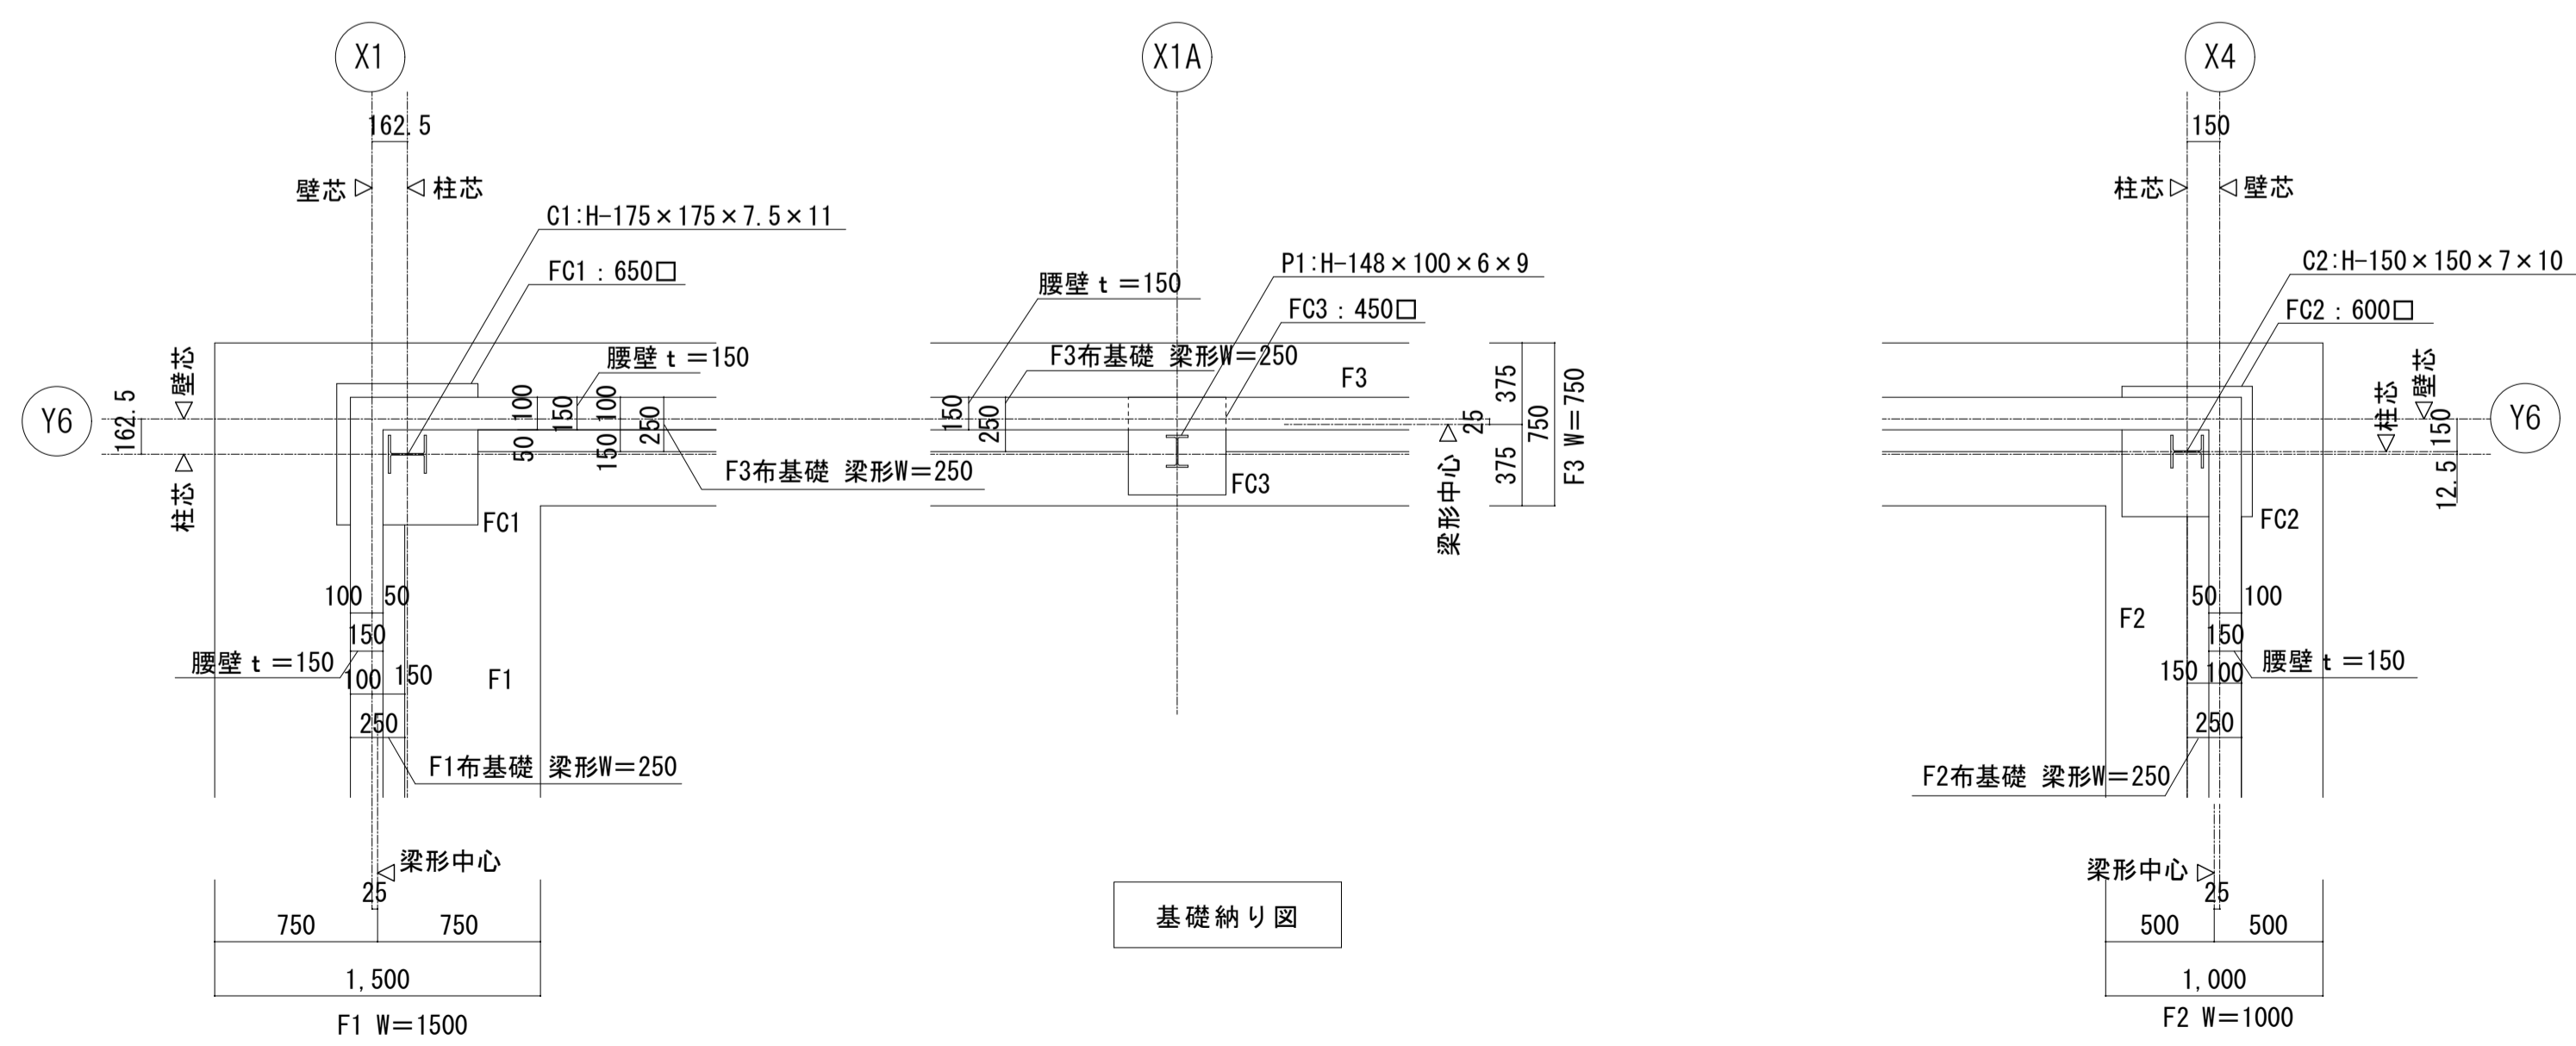 X1
X1A
X4
162.5
150
壁芯
柱芯
柱芯
壁芯
C1:H-175×175×7.5×11
FC1：650□
P1:H-148×100×6×9
腰壁ｔ＝150
FC3：450□
C2:H-150×150×7×10
FC2：600□
腰壁ｔ＝150
F3布基礎 梁形W＝250
F3
Y6
162.5
壁芯
柱芯
100
50
150
100
150
250
F3布基礎 梁形W＝250
FC1
150
250
FC3
梁形中心
25
375
375
750
F3 W＝750
柱芯
壁芯
150
12.5
Y6
FC2
100
50
150
腰壁ｔ＝150
100
150
F1
250
F1布基礎 梁形W＝250
梁形中心
25
750
750
1,500
F1 W＝1500
基礎納り図
F2
50
100
150
腰壁ｔ＝150
150
100
250
F2布基礎 梁形W＝250
梁形中心
25
500
500
1,000
F2 W＝1000